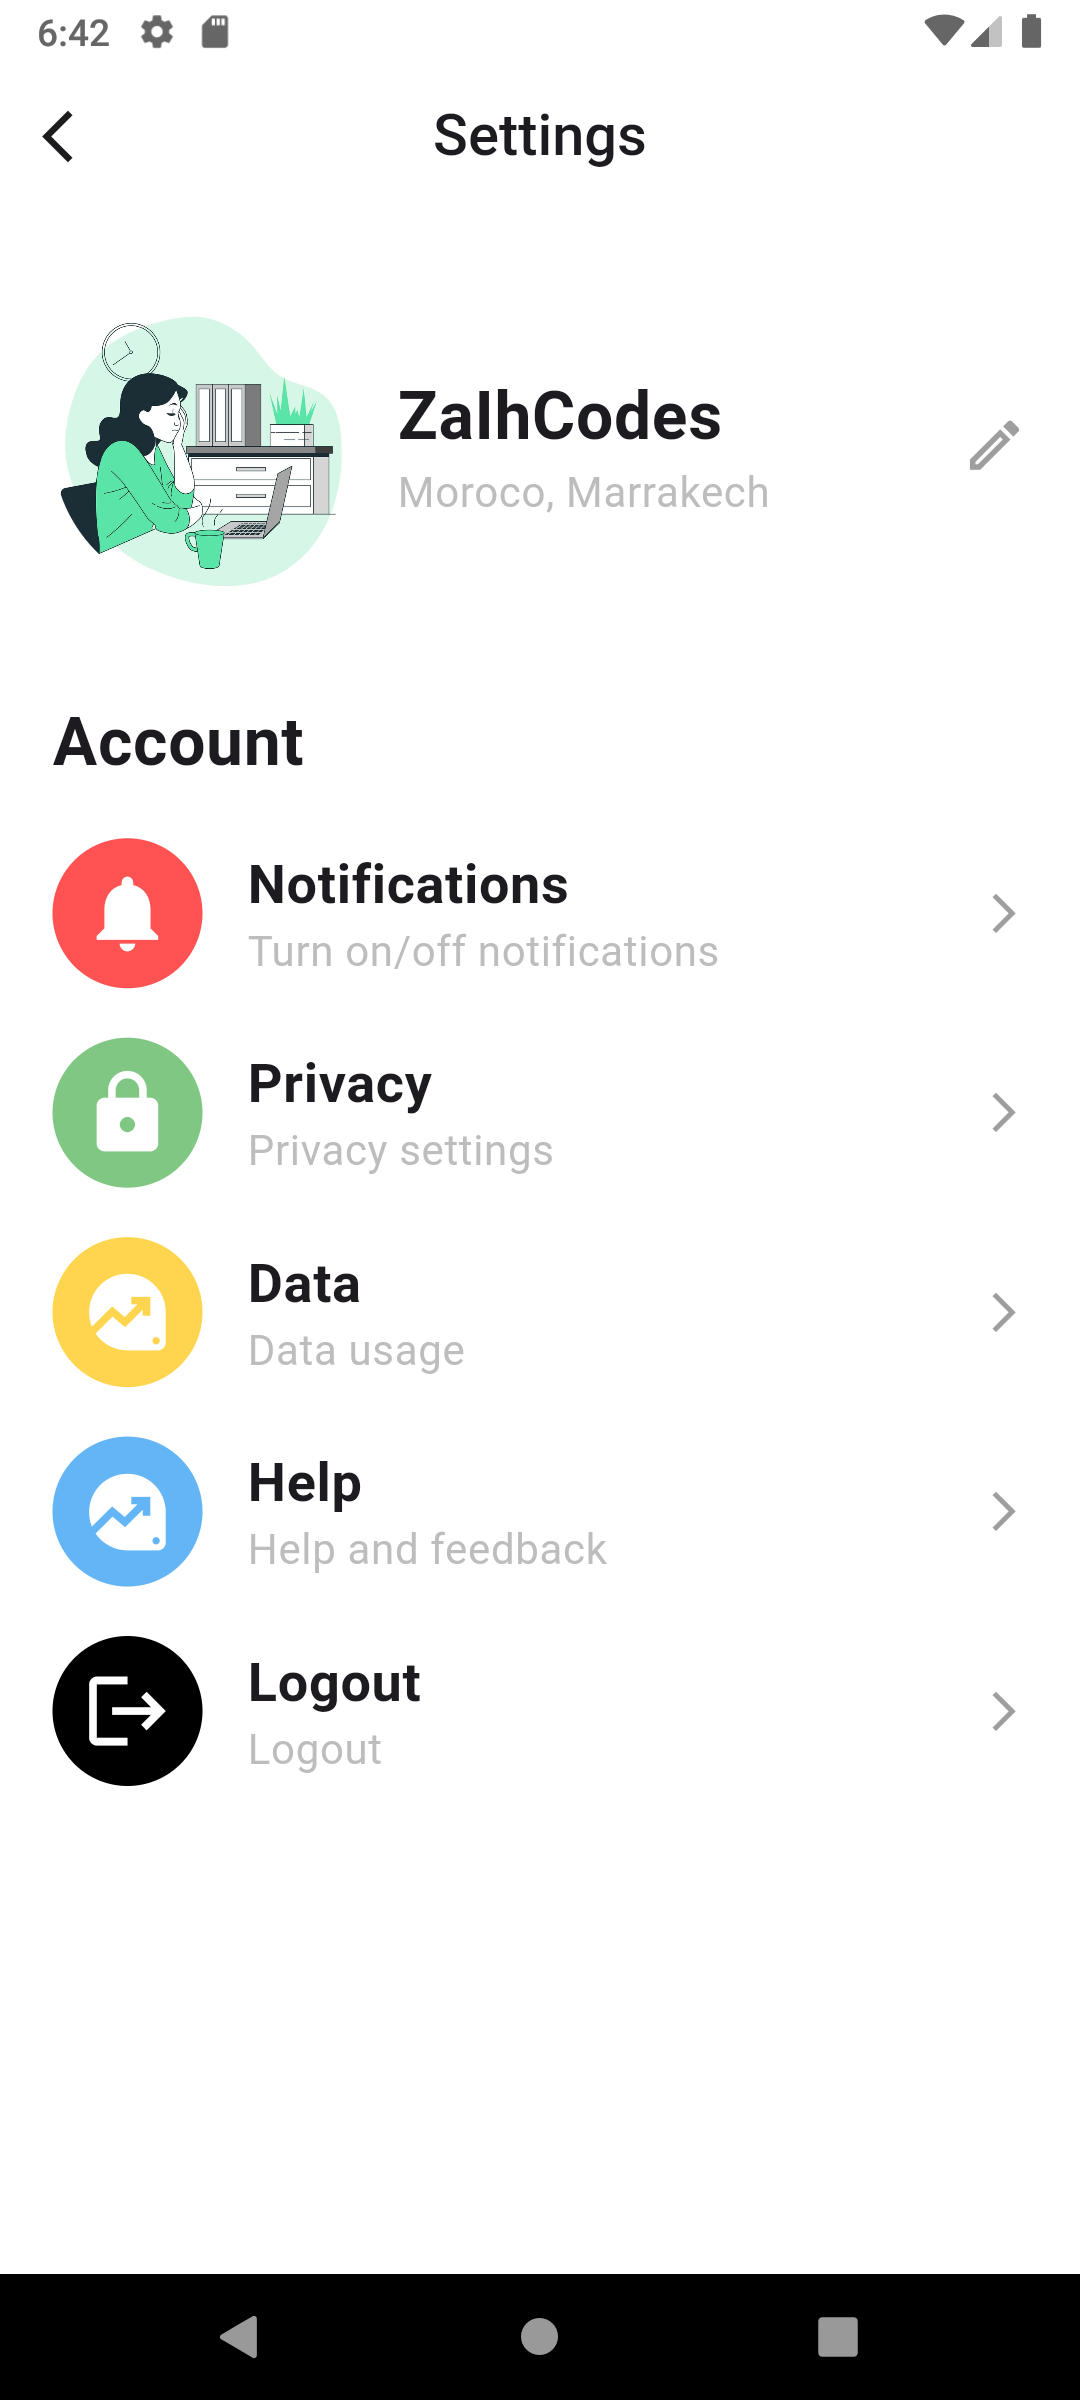 6:42
Settings
ZalhCodes
Moroco, Marrakech
Account
Notifications
Turn on/off notifications
Privacy
Privacy settings
Data
Data usage
Help
Help and feedback
Logout
Logout